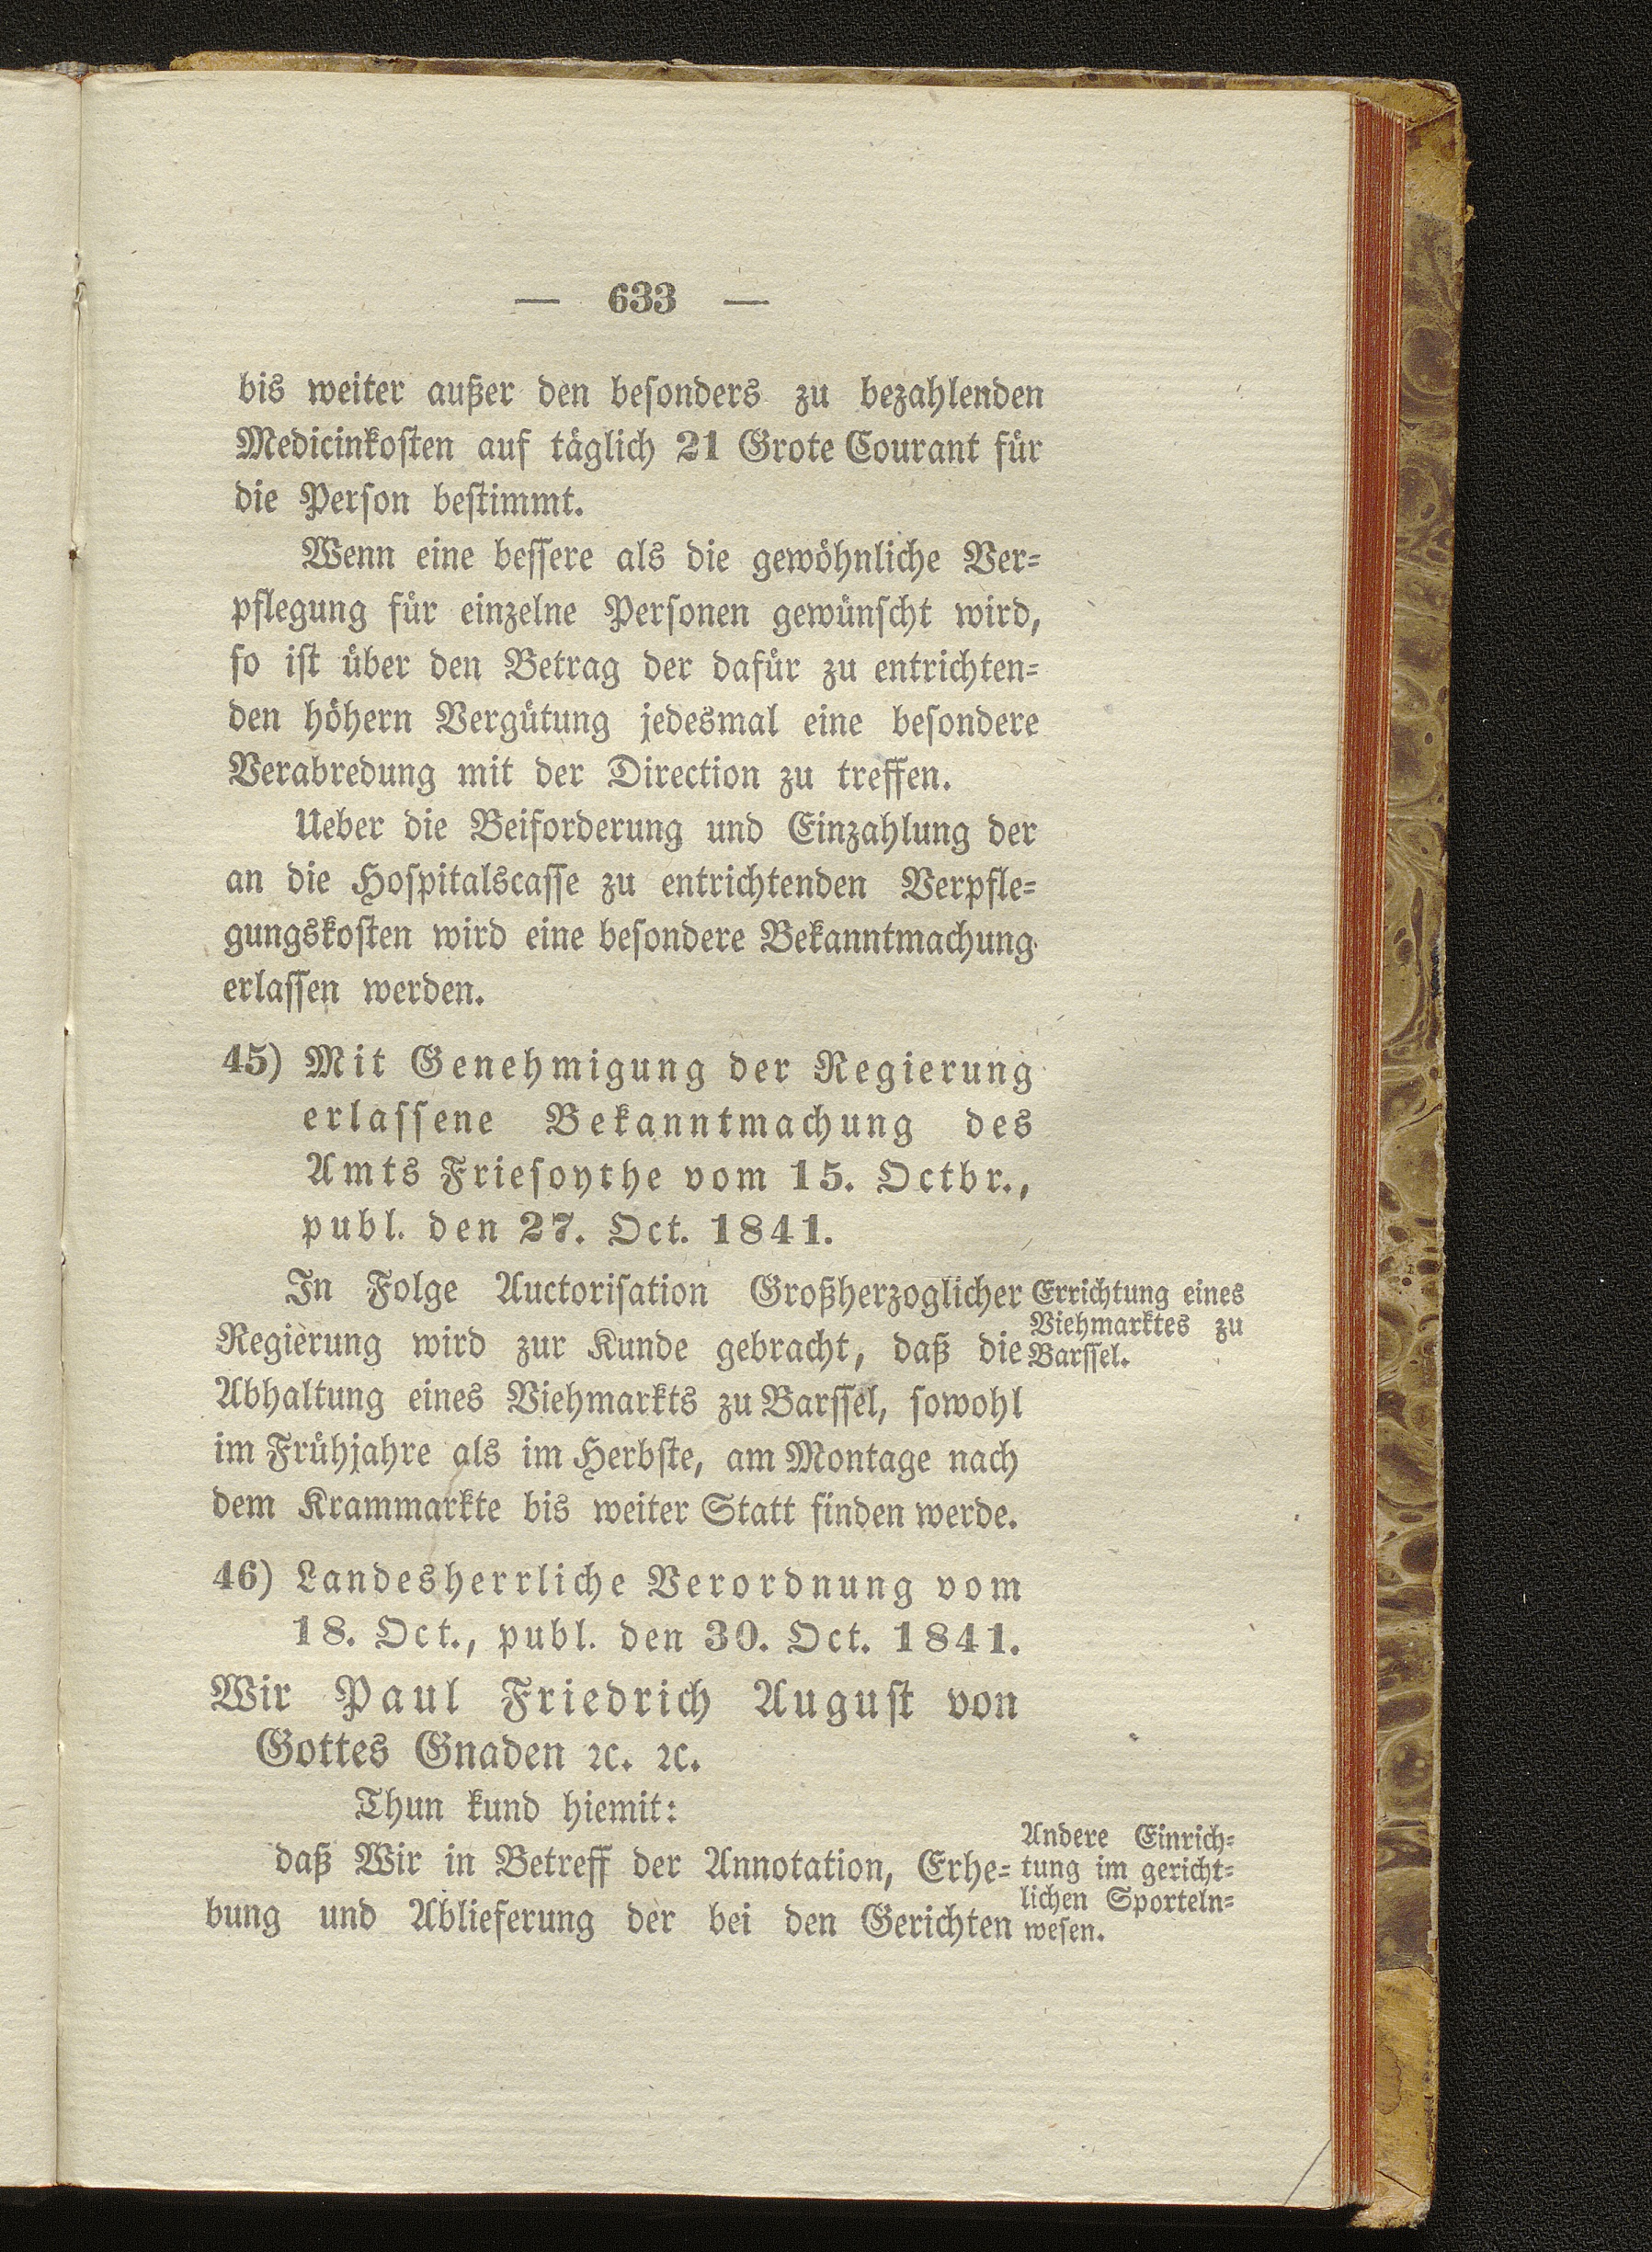 — 633 —
bis weiter außer den besonders zu bezahlenden
Medicinkosten auf täglich 21 Grote Courant für
die Person bestimmt.
Wenn eine bessere als die gewöhnliche Ver-
pflegung für einzelne Personen gewünscht wird,
so ist über den Betrag der dafür zu entrichten-
den höhern Vergütung jedesmal eine besondere
Verabredung mit der Direction zu treffen.
Ueber die Beiforderung und Einzahlung der
an die Hospitalscasse zu entrichtenden Verpfle-
gungskosten wird eine besondere Bekanntmachung
erlassen werden.
45) Mit Genehmigung der Regierung
erlassene Bekanntmachung des
Amts Friesoythe vom 15. Octbr.,
publ. den 27. Oct. 1841.
In Folge Auctorisation Großherzoglicher
Regierung wird zur Kunde gebracht, daß die
Abhaltung eines Viehmarkts zu Barssel, sowohl
im Frühjahre als im Herbste, am Montage nach
dem Krammarkte bis weiter Statt finden werde.
Errichtung eines
Viehmarktes zu
Barssel.
46) Landesherrliche Verordnung vom
18. Oct., publ. den 30. Oct. 1841.
Wir Paul Friedrich August von
Gottes Gnaden ꝛc. ꝛc.
Thun kund hiemit:
daß Wir in Betreff der Annotation, Erhe-
bung und Ablieferung der bei den Gerichten
Andere Einrich-
tung im gericht-
lichen Sporteln-
wesen.